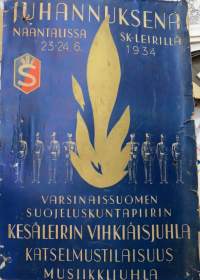 JUHANNUKSENA
NAANTALISSA SK-LEIRILLÄ
23-24.6. 1934
S
VARSINAISSUOMEN
SUOJELUSKUNTAPIIRIN
KESÄLEIRIN VIHKIÄISJUHLA
KATSELMUSTILAISUUS
MUSIIKKIJUHLA